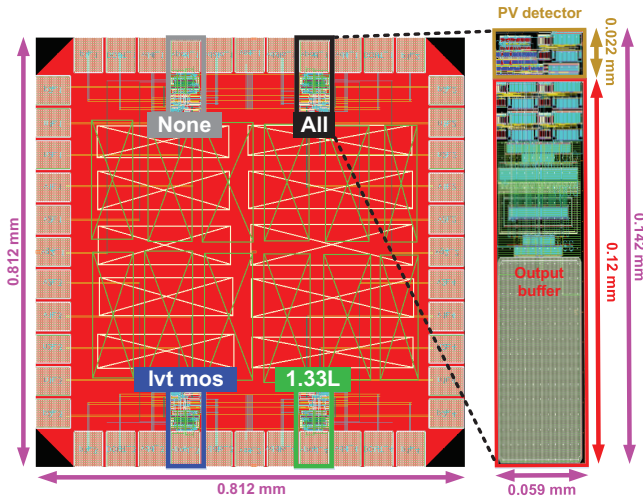 PV detector
0.022 mm
None
All
0.812 mm
0.142 mm
0.12 mm
Output
buffer
lvt mos
1.33L
0.812 mm
0.059 mm